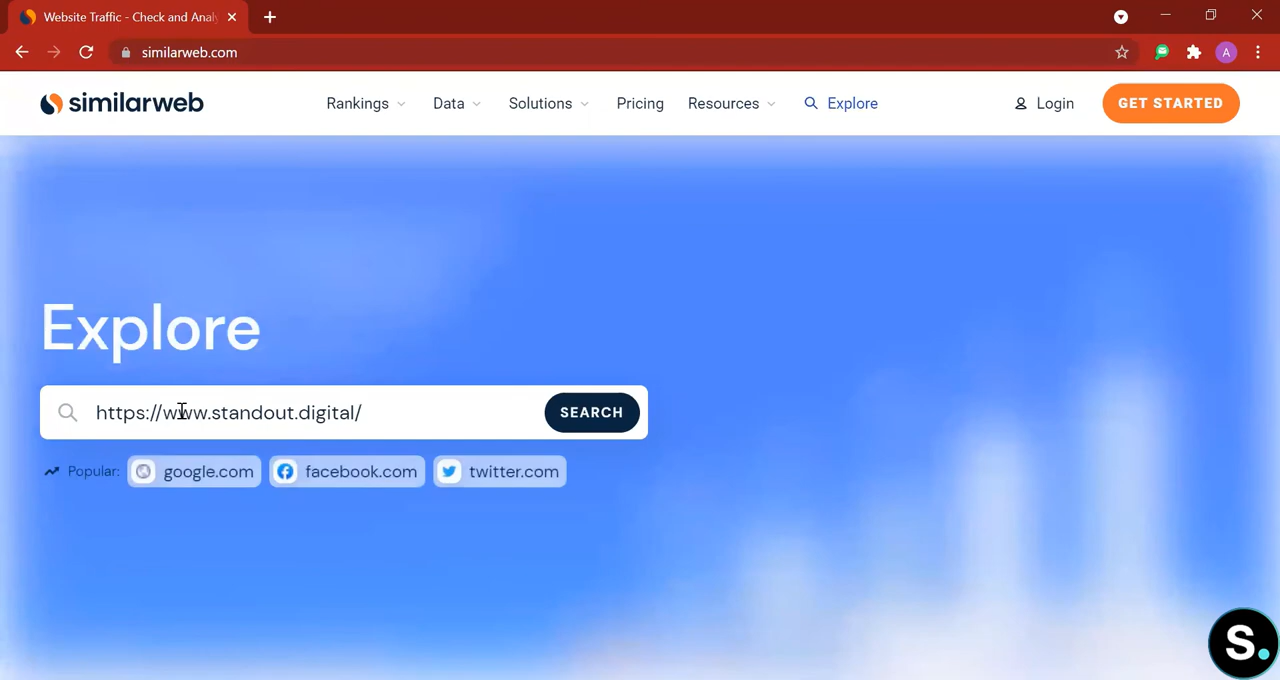 Website Traffic - Check and Analy
similarweb.com
A
similarweb
Rankings
Data
Solutions
Pricing
Resources
Explore
Login
GET STARTED
Explore
https://www.standout.digital/
SEARCH
Popular:
google.com
facebook.com
twitter.com
S.